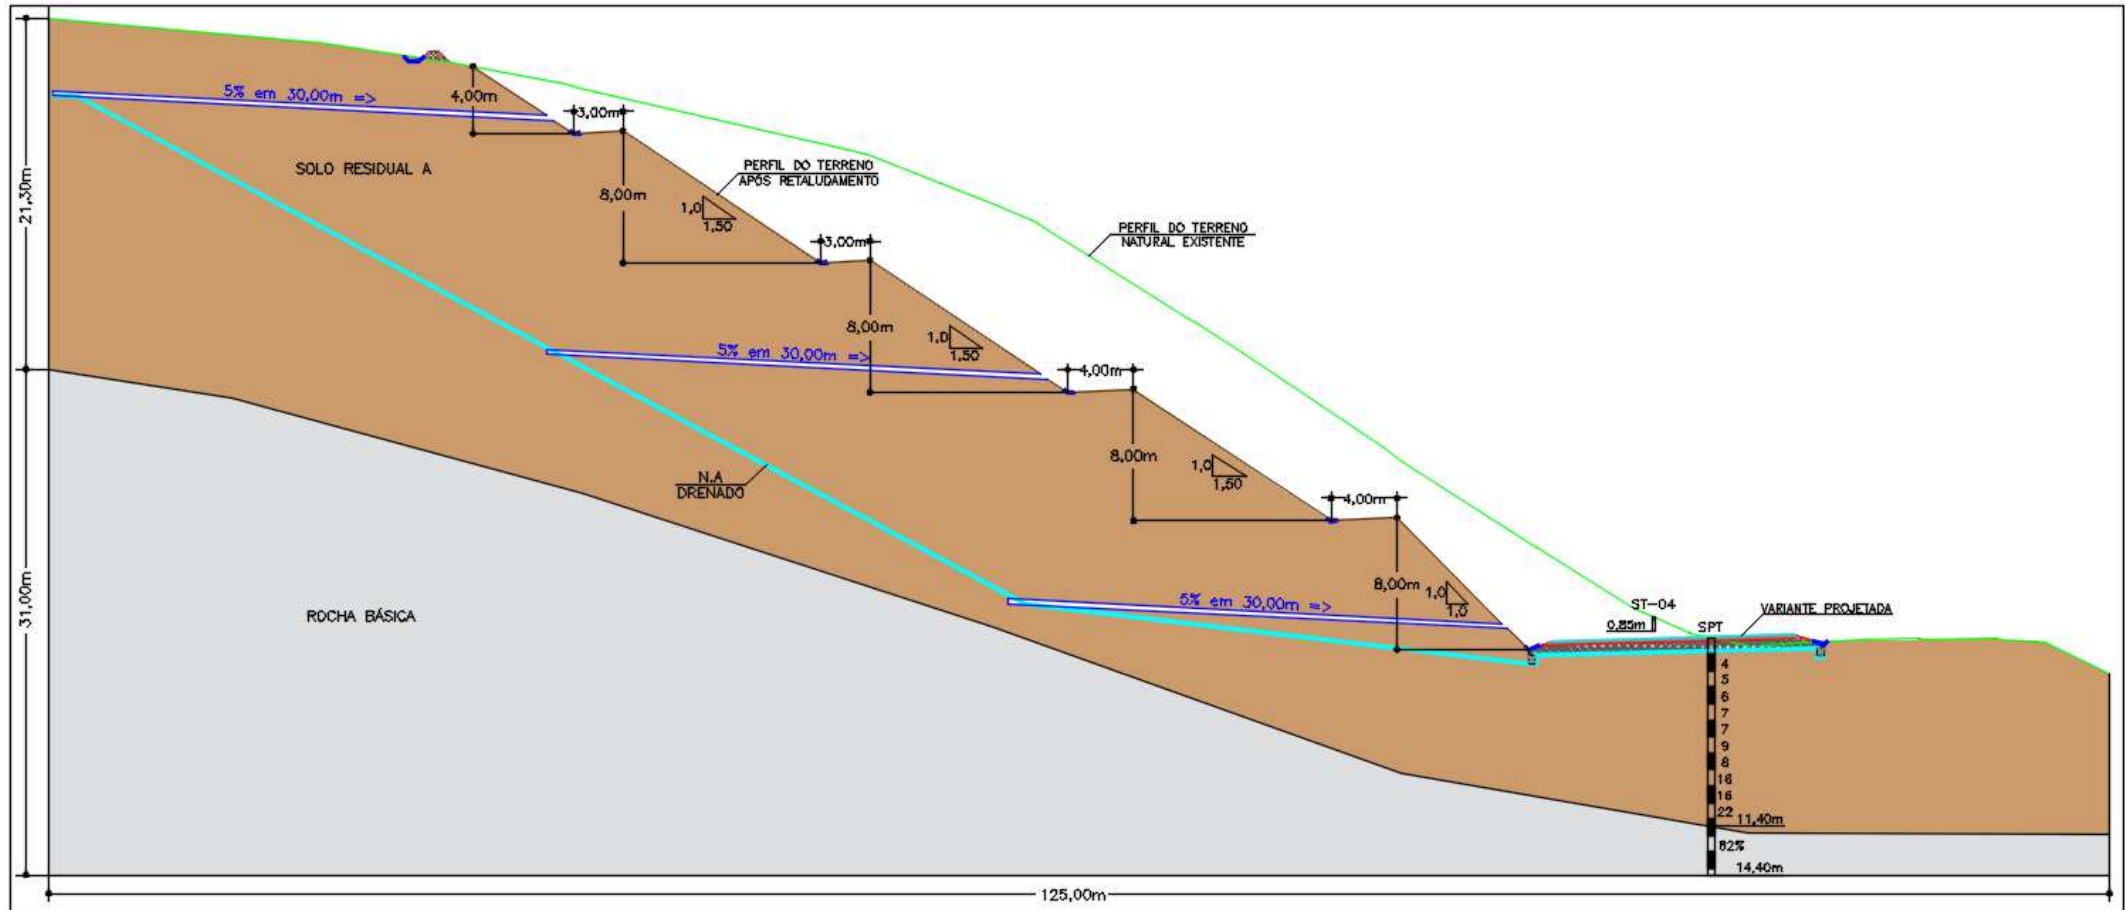 5% em 30,00m =>
4,00m
3,00m
SOLO RESIDUAL A
21,30m
PERFIL DO TERRENO
APÓS RETALUDAMENTO
8,00m
1,0
1,50
3,00m
PERFIL DO TERRENO
NATURAL EXISTENTE
8,00m
1,0
1,50
5% em 30,00m =>
4,00m
8,00m
1,0
1,50
N.A
DRENADO
4,00m
8,00m
1,0
1,0
5% em 30,00m =>
31,00m
ROCHA BÁSICA
ST-04
0,85m
SPT
VARIANTE PROJETADA
4
5
6
7
7
9
8
16
16
22
11,40m
82%
14,40m
125,00m